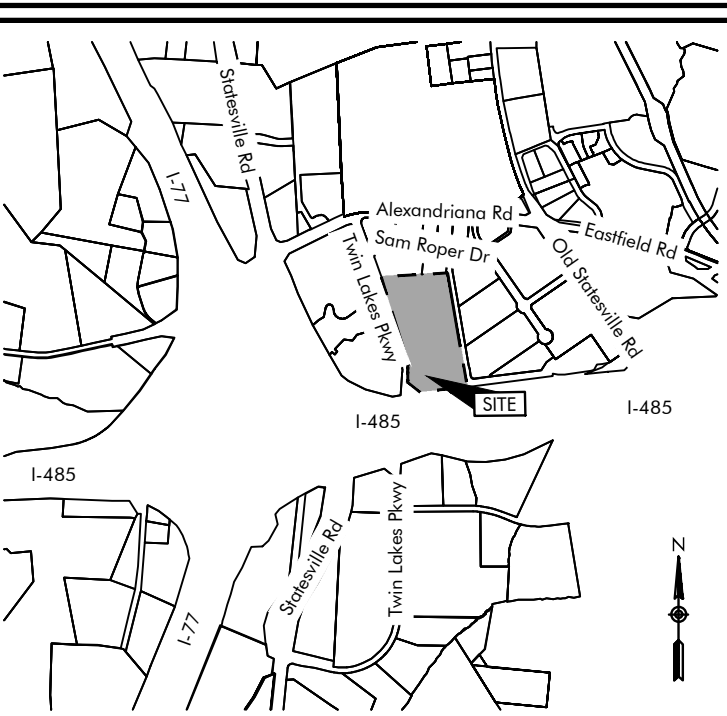 Statesville Rd
I-77
Alexandriana Rd
Sam Roper Dr
Eastfield Rd
Twin Lakes Pkwy
Old Statesville Rd
SITE
I-485
I-485
I-485
Statesville Rd
Twin Lakes Pkwy
N
I-77